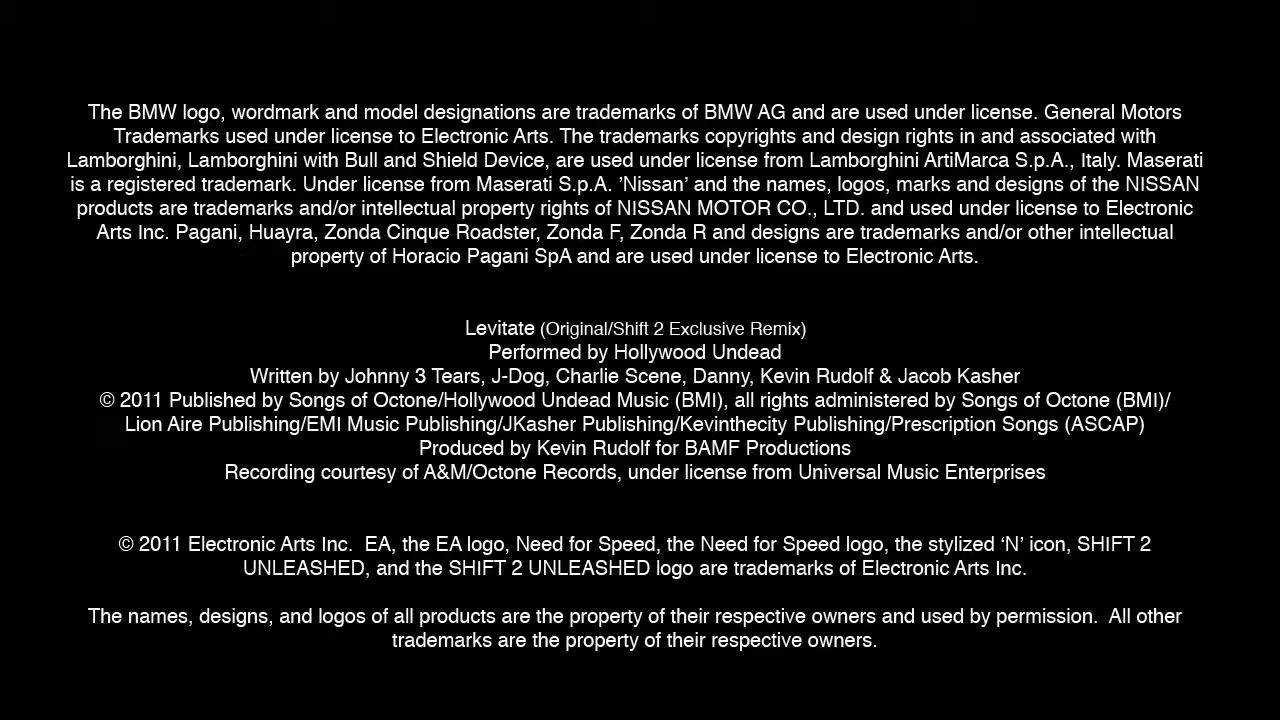 The BMW logo, wordmark and model designations are trademarks of BMW AG and are used under license. General Motors
Trademarks used under license to Electronic Arts. The trademarks copyrights and design rights in and associated with
Lamborghini, Lamborghini with Bull and Shield Device, are used under license from Lamborghini ArtiMarca S.p.A., Italy. Maserati
is a registered trademark. Under license from Maserati S.p.A. ’Nissan’ and the names, logos, marks and designs of the NISSAN
products are trademarks and/or intellectual property rights of NISSAN MOTOR CO., LTD. and used under license to Electronic
Arts Inc. Pagani, Huayra, Zonda Cinque Roadster, Zonda F, Zonda R and designs are trademarks and/or other intellectual
property of Horacio Pagani SpA and are used under license to Electronic Arts.
Levitate (Original/Shift 2 Exclusive Remix)
Performed by Hollywood Undead
Written by Johnny 3 Tears, J-Dog, Charlie Scene, Danny, Kevin Rudolf & Jacob Kasher
© 2011 Published by Songs of Octone/Hollywood Undead Music (BMI), all rights administered by Songs of Octone (BMI)/
Lion Aire Publishing/EMI Music Publishing/JKasher Publishing/Kevinthecity Publishing/Prescription Songs (ASCAP)
Produced by Kevin Rudolf for BAMF Productions
Recording courtesy of A&M/Octone Records, under license from Universal Music Enterprises
© 2011 Electronic Arts Inc.  EA, the EA logo, Need for Speed, the Need for Speed logo, the stylized ‘N’ icon, SHIFT 2
UNLEASHED, and the SHIFT 2 UNLEASHED logo are trademarks of Electronic Arts Inc.
The names, designs, and logos of all products are the property of their respective owners and used by permission.  All other
trademarks are the property of their respective owners.